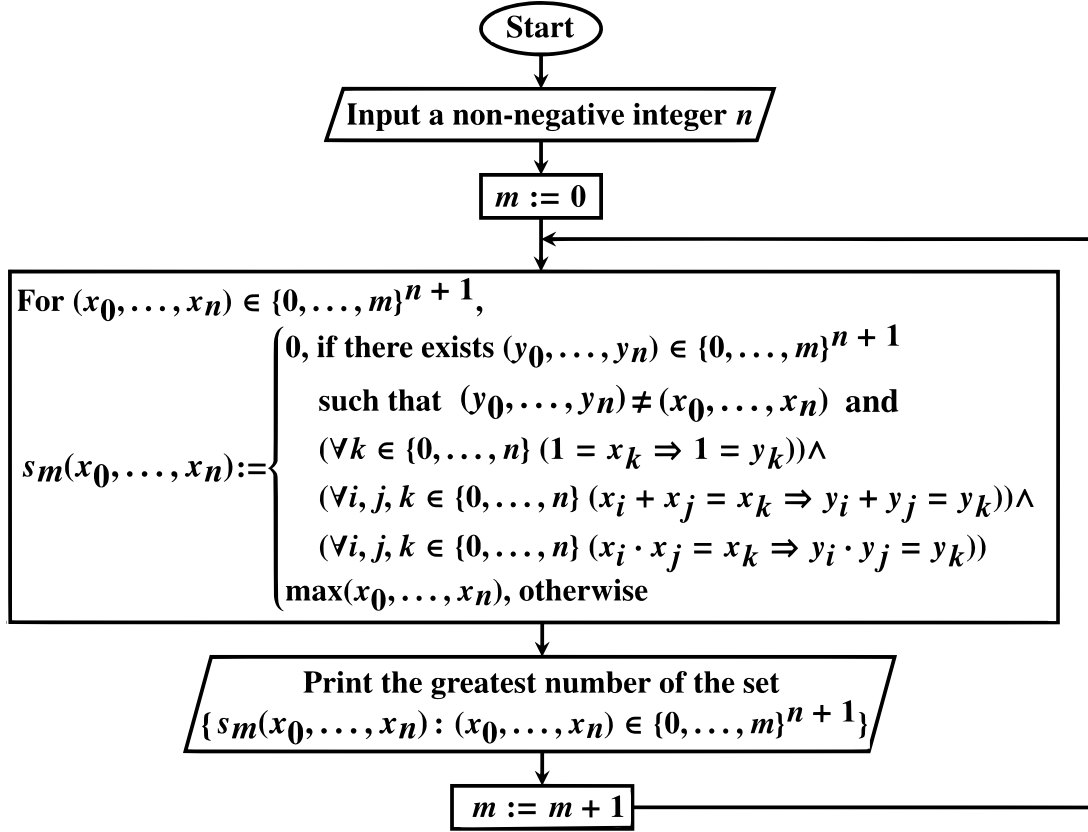 Start
Input a non-negative integer n
m := 0
For (x₀, . . . , xₙ) ∈ {0, . . . , m}ⁿ ⁺ ¹,
0, if there exists (y₀, . . . , yₙ) ∈ {0, . . . , m}ⁿ ⁺ ¹
such that (y₀, . . . , yₙ) ≠ (x₀, . . . , xₙ) and
(∀k ∈ {0, . . . , n} (1 = xₖ ⇒ 1 = yₖ))∧
sₘ(x₀, . . . , xₙ):=
(∀i, j, k ∈ {0, . . . , n} (xᵢ + xⱼ = xₖ ⇒ yᵢ + yⱼ = yₖ))∧
(∀i, j, k ∈ {0, . . . , n} (xᵢ · xⱼ = xₖ ⇒ yᵢ · yⱼ = yₖ))
max(x₀, . . . , xₙ), otherwise
Print the greatest number of the set
{sₘ(x₀, . . . , xₙ) : (x₀, . . . , xₙ) ∈ {0, . . . , m}ⁿ ⁺ ¹}
m := m + 1